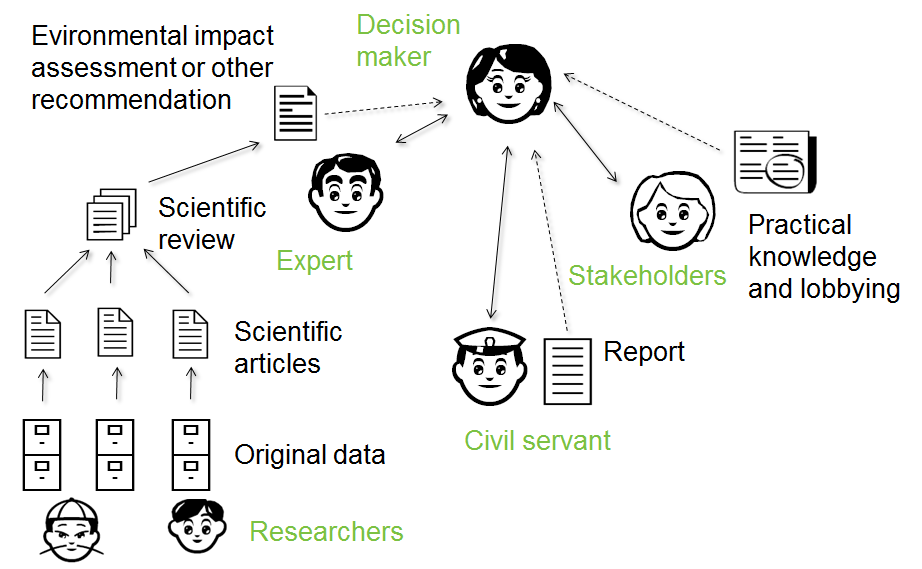 Evironmental impact
assessment or other
recommendation
Decision
maker
Scientific
review
Expert
Stakeholders
Practical
knowledge
and lobbying
Scientific
articles
Report
Civil servant
Original data
Researchers